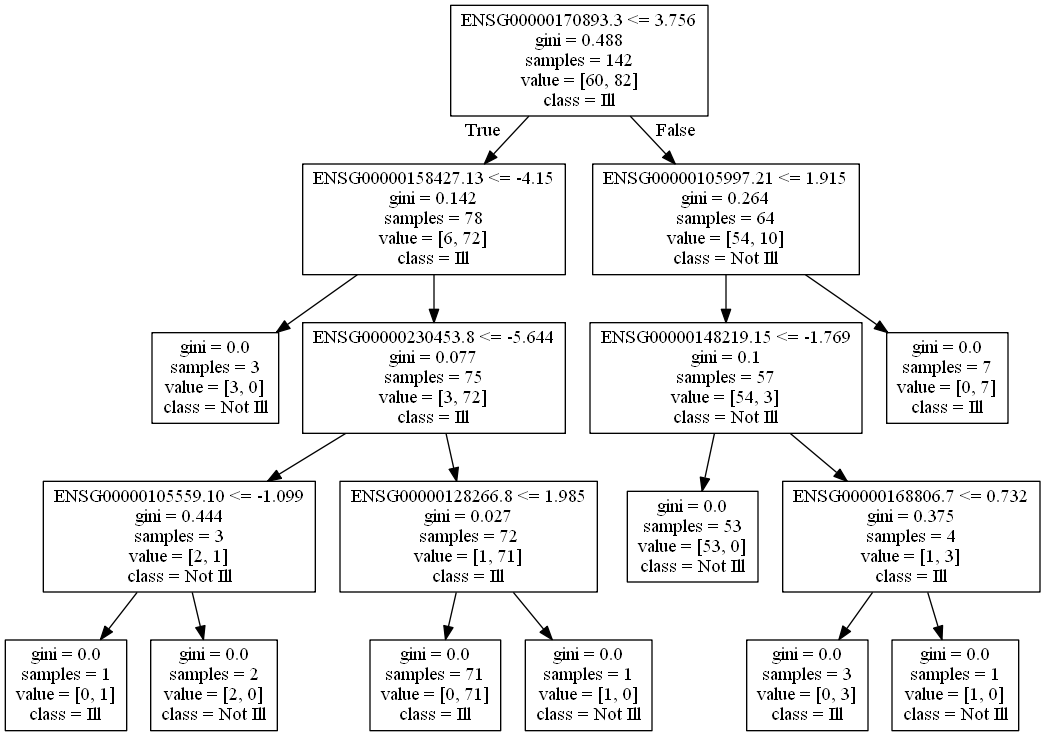 ENSG00000170893.3 <= 3.756
gini = 0.488
samples = 142
value = [60, 82]
class = Ill
True
False
ENSG00000158427.13 <= -4.15
gini = 0.142
samples = 78
value = [6, 72]
class = Ill
ENSG00000105997.21 <= 1.915
gini = 0.264
samples = 64
value = [54, 10]
class = Not Ill
gini = 0.0
samples = 3
value = [3, 0]
class = Not Ill
ENSG00000230453.8 <= -5.644
gini = 0.077
samples = 75
value = [3, 72]
class = Ill
ENSG00000148219.15 <= -1.769
gini = 0.1
samples = 57
value = [54, 3]
class = Not Ill
gini = 0.0
samples = 7
value = [0, 7]
class = Ill
ENSG00000105559.10 <= -1.099
gini = 0.444
samples = 3
value = [2, 1]
class = Not Ill
ENSG00000128266.8 <= 1.985
gini = 0.027
samples = 72
value = [1, 71]
class = Ill
gini = 0.0
samples = 53
value = [53, 0]
class = Not Ill
ENSG00000168806.7 <= 0.732
gini = 0.375
samples = 4
value = [1, 3]
class = Ill
gini = 0.0
samples = 1
value = [0, 1]
class = Ill
gini = 0.0
samples = 2
value = [2, 0]
class = Not Ill
gini = 0.0
samples = 71
value = [0, 71]
class = Ill
gini = 0.0
samples = 1
value = [1, 0]
class = Not Ill
gini = 0.0
samples = 3
value = [0, 3]
class = Ill
gini = 0.0
samples = 1
value = [1, 0]
class = Not Ill